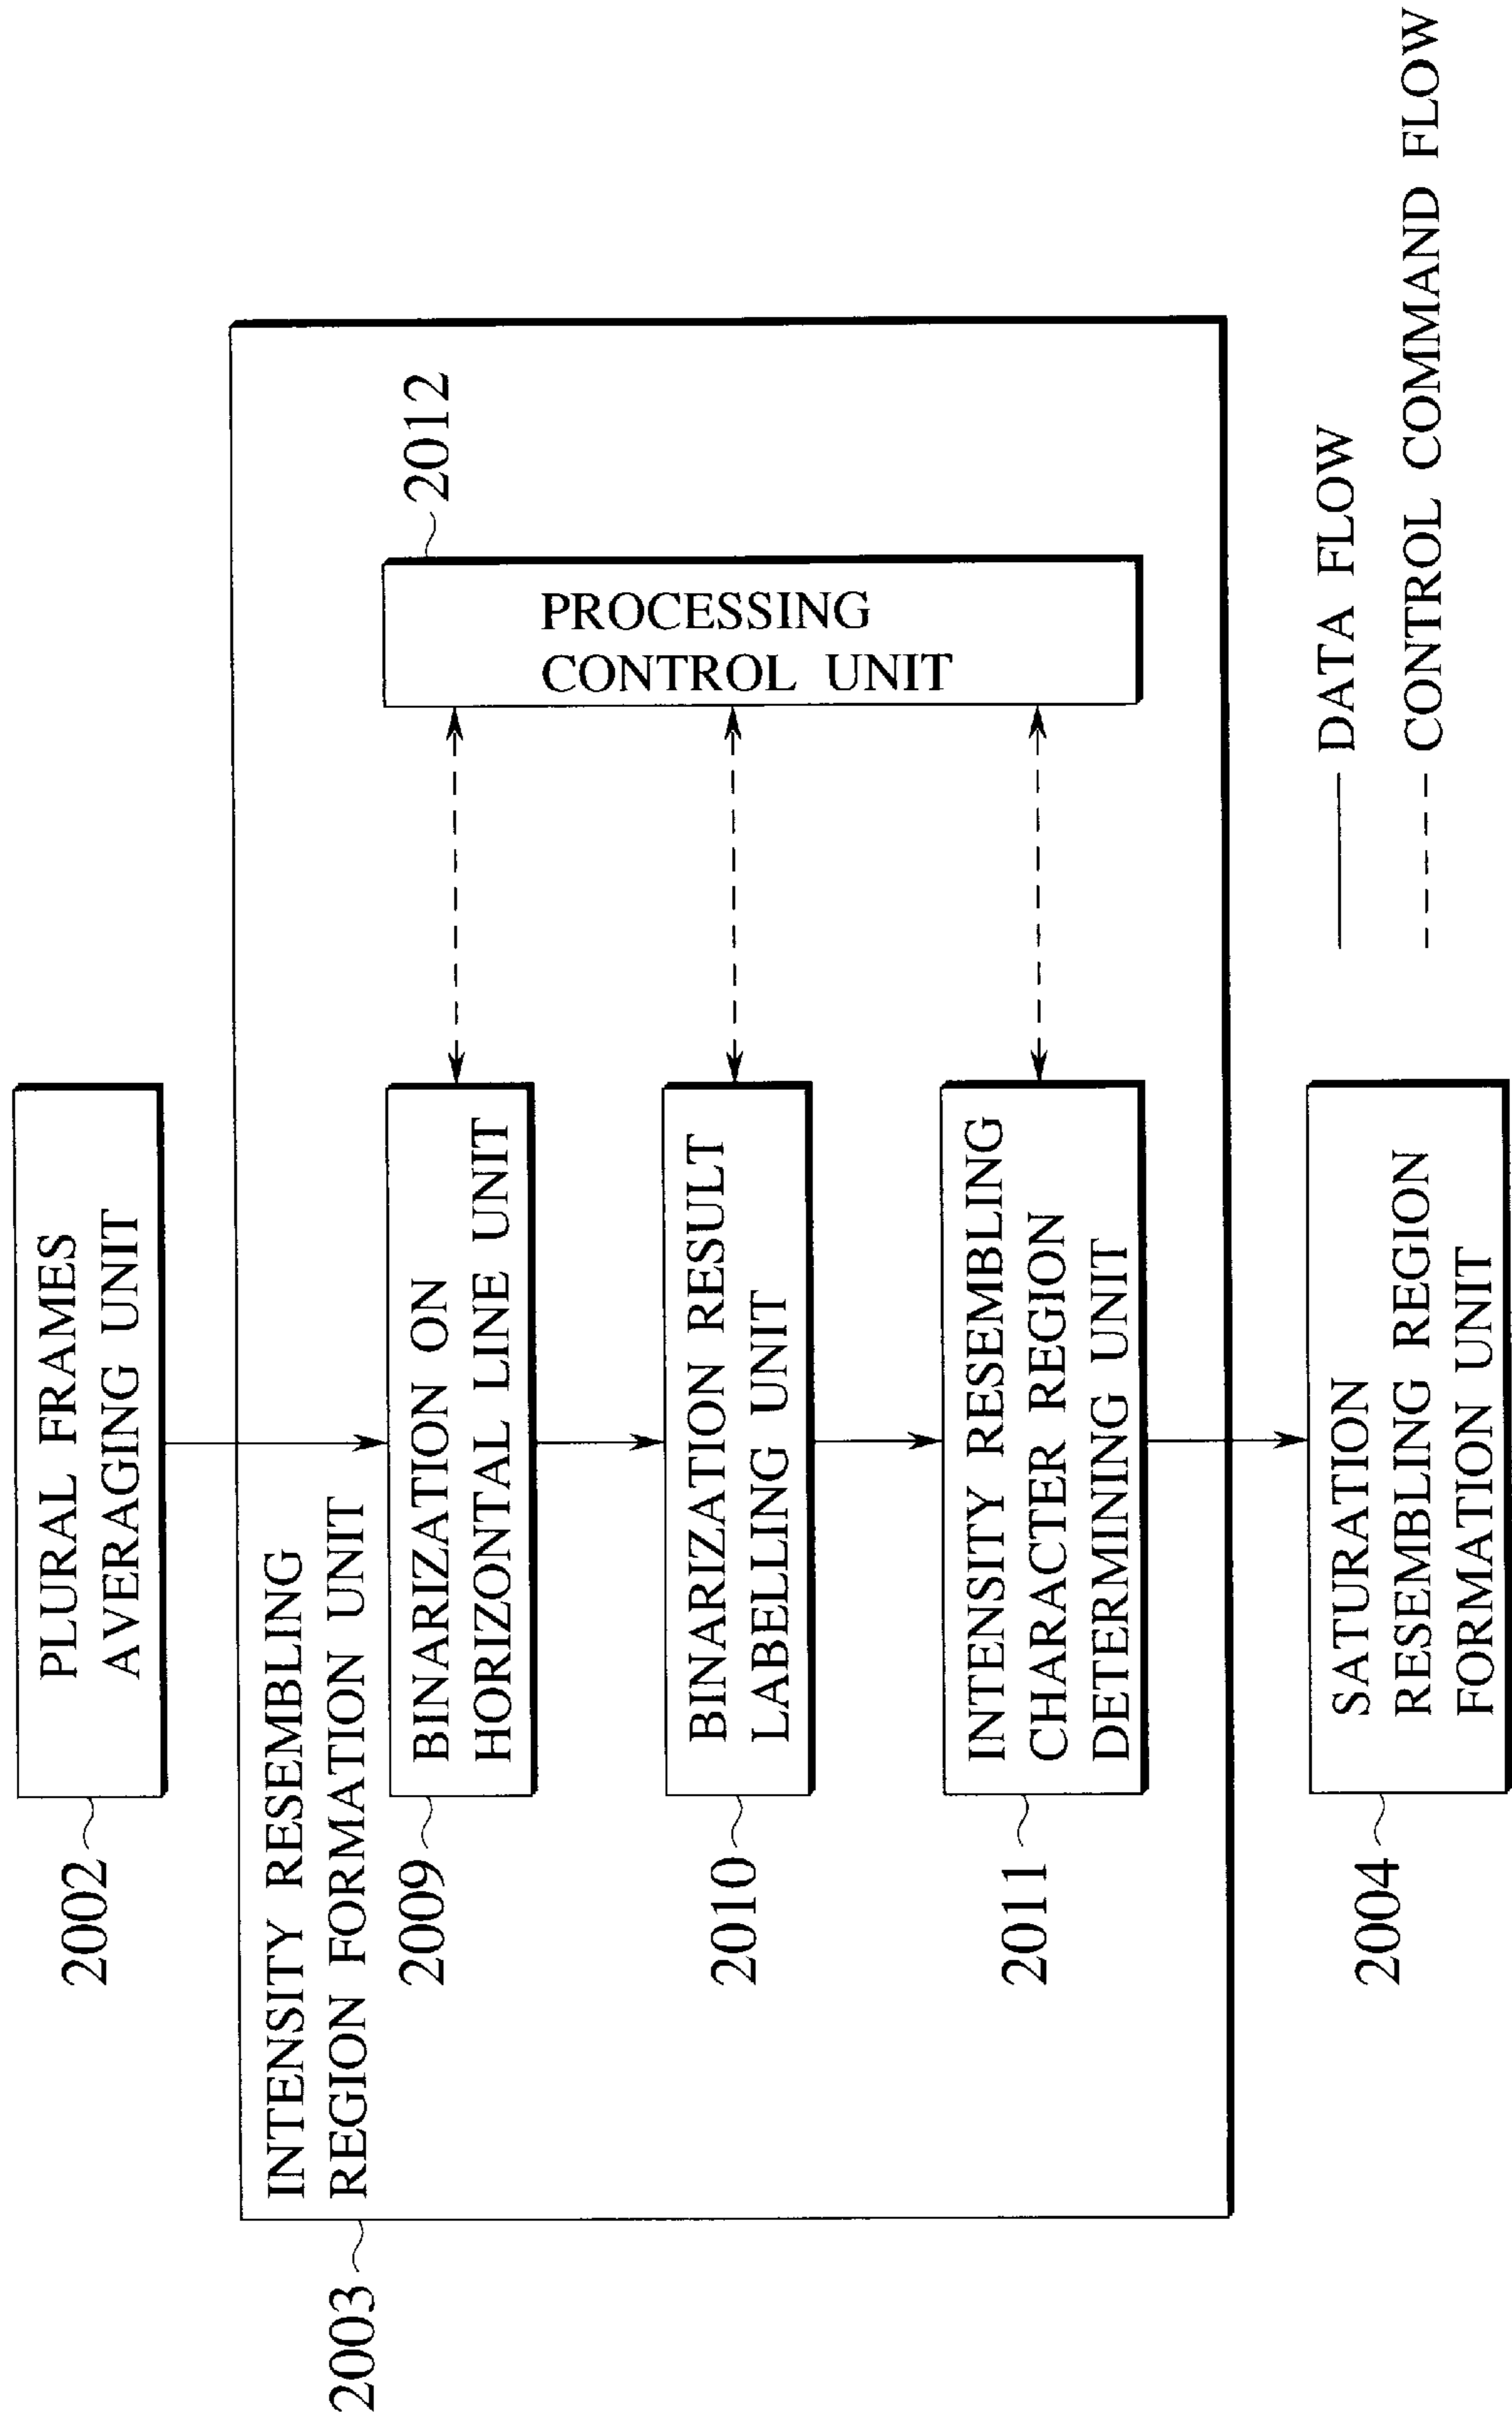 2002
PLURAL FRAMES
AVERAGING UNIT
2003
INTENSITY RESEMBLING
REGION FORMATION UNIT
2009
BINARIZATION ON
HORIZONTAL LINE UNIT
2010
BINARIZATION RESULT
LABELLING UNIT
2011
INTENSITY RESEMBLING
CHARACTER REGION
DETERMINING UNIT
2012
PROCESSING
CONTROL UNIT
2004
SATURATION
RESEMBLING REGION
FORMATION UNIT
DATA FLOW
CONTROL COMMAND FLOW